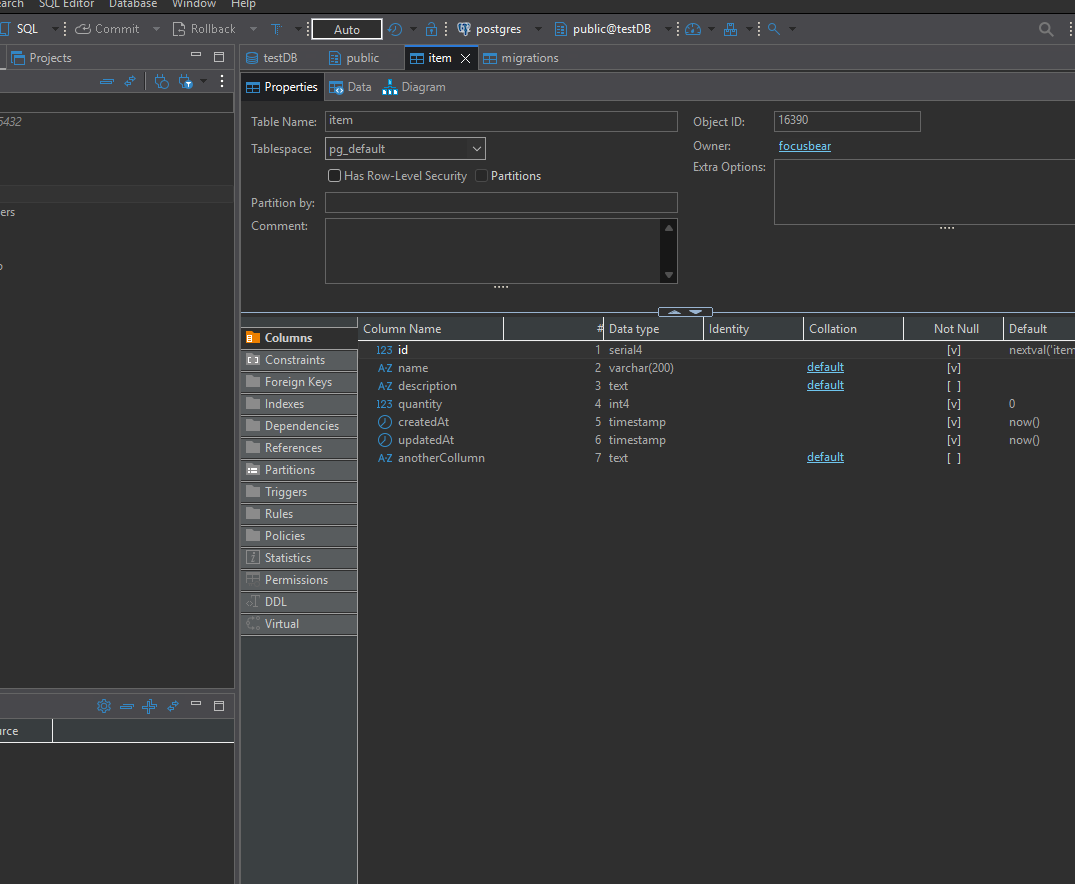 earch SQL Editor Database Window Help
SQL Commit Rollback T Auto postgres public@testDB
Projects
testDB public item migrations
5432
ers
Properties Data Diagram
Table Name: item
Object ID: 16390
Tablespace: pg_default
Owner: focusbear
Has Row-Level Security Partitions
Extra Options:
Partition by:
Comment:
Columns
Constraints
Foreign Keys
Indexes
Dependencies
References
Partitions
Triggers
Rules
Policies
Statistics
Permissions
DDL
Virtual
Column Name # Data type Identity Collation Not Null Default
123 id 1 serial4 [v] nextval('item
A-Z name 2 varchar(200) default [v]
A-Z description 3 text default [ ]
123 quantity 4 int4 [v] 0
createdAt 5 timestamp [v] now()
updatedAt 6 timestamp [v] now()
A-Z anotherCollumn 7 text default [ ]
urce